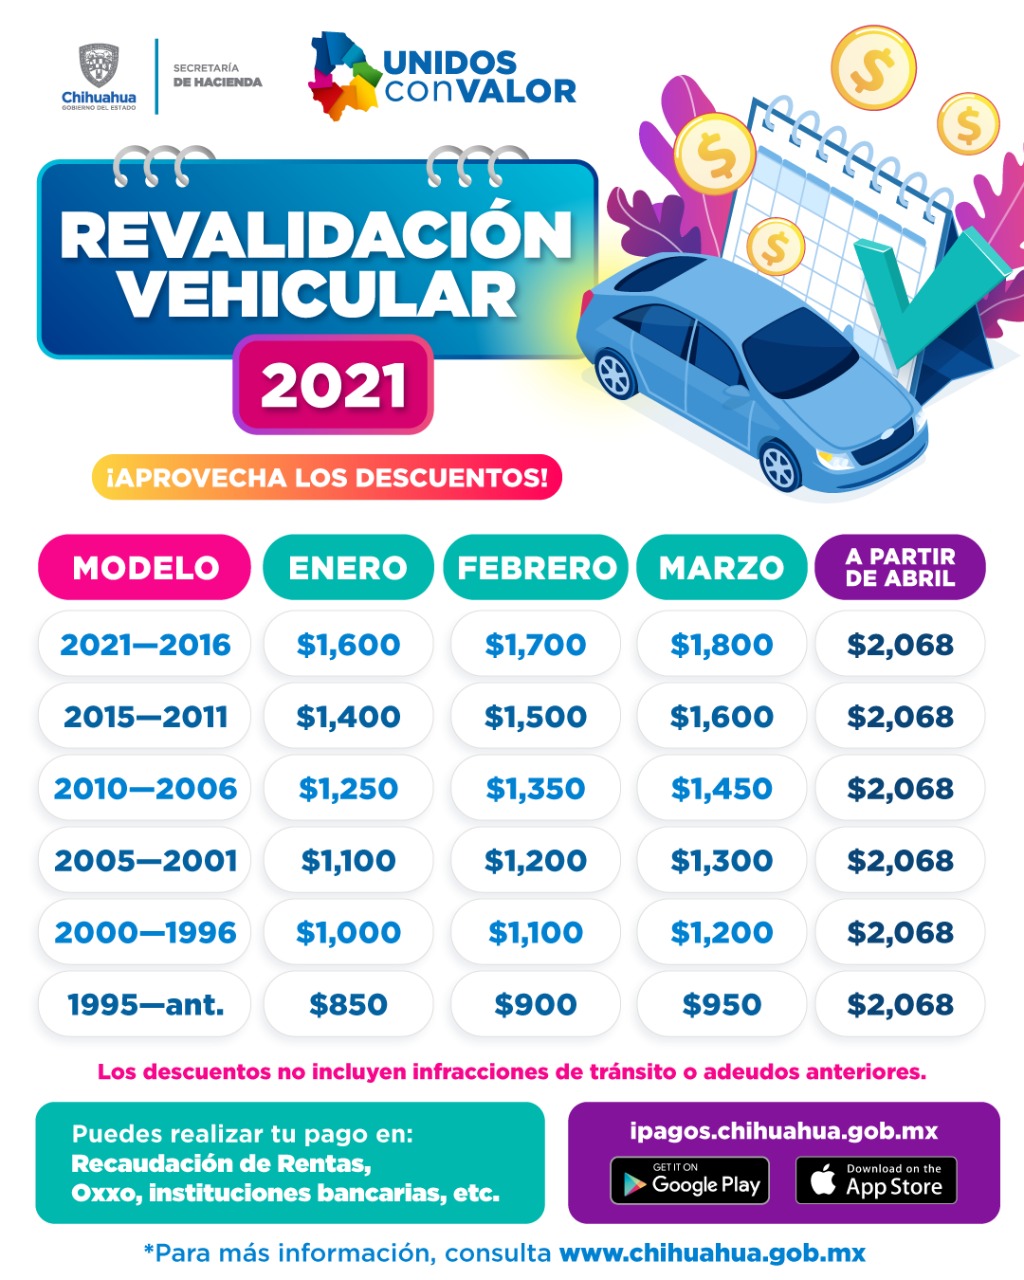 Chihuahua
GOBIERNO DEL ESTADO
SECRETARÍA
DE HACIENDA
UNIDOS
conVALOR
REVALIDACIÓN
VEHICULAR
2021
¡APROVECHA LOS DESCUENTOS!
MODELO ENERO FEBRERO MARZO A PARTIR DE ABRIL
2021—2016 $1,600 $1,700 $1,800 $2,068
2015—2011 $1,400 $1,500 $1,600 $2,068
2010—2006 $1,250 $1,350 $1,450 $2,068
2005—2001 $1,100 $1,200 $1,300 $2,068
2000—1996 $1,000 $1,100 $1,200 $2,068
1995—ant. $850 $900 $950 $2,068
Los descuentos no incluyen infracciones de tránsito o adeudos anteriores.
Puedes realizar tu pago en:
Recaudación de Rentas,
Oxxo, instituciones bancarias, etc.
ipagos.chihuahua.gob.mx
GET IT ON
Google Play
Download on the
App Store
*Para más información, consulta www.chihuahua.gob.mx